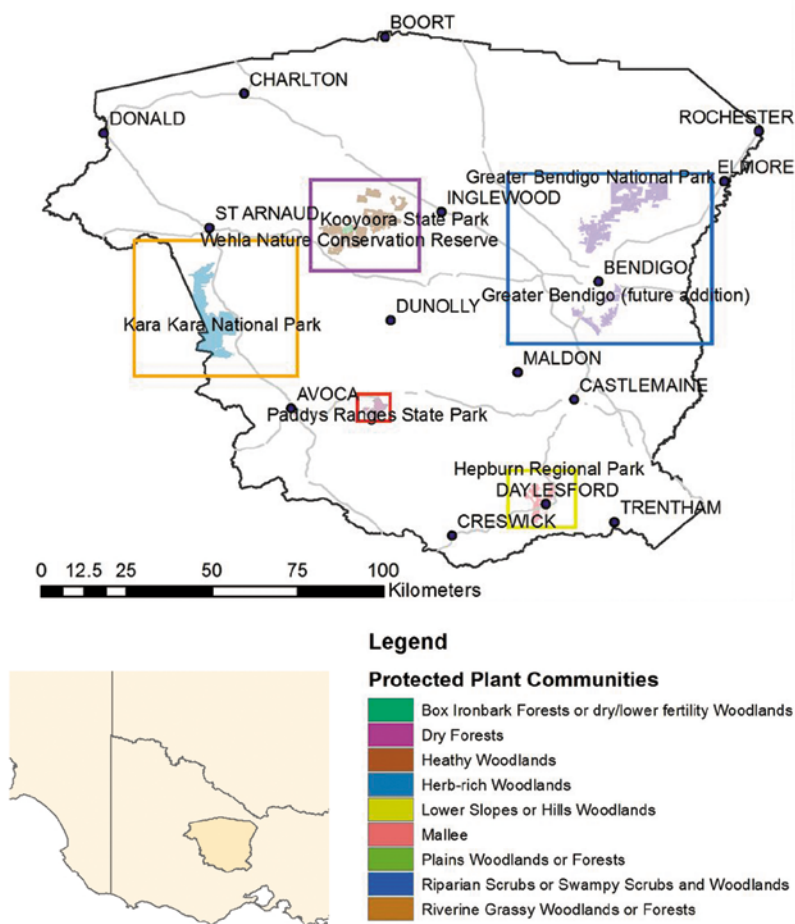 BOORT
CHARLTON
DONALD
ROCHESTER
ELMORE
Greater Bendigo National Park
INGLEWOOD
ST ARNAUD
Kooyoora State Park
Wehla Nature Conservation Reserve
BENDIGO
Greater Bendigo (future addition)
DUNOLLY
Kara Kara National Park
MALDON
CASTLEMAINE
AVOCA
Paddys Ranges State Park
Hepburn Regional Park
DAYLESFORD
TRENTHAM
CRESWICK
0 12.5 25 50 75 100
Kilometers
Legend
Protected Plant Communities
Box Ironbark Forests or dry/lower fertility Woodlands
Dry Forests
Heathy Woodlands
Herb-rich Woodlands
Lower Slopes or Hills Woodlands
Mallee
Plains Woodlands or Forests
Riparian Scrubs or Swampy Scrubs and Woodlands
Riverine Grassy Woodlands or Forests